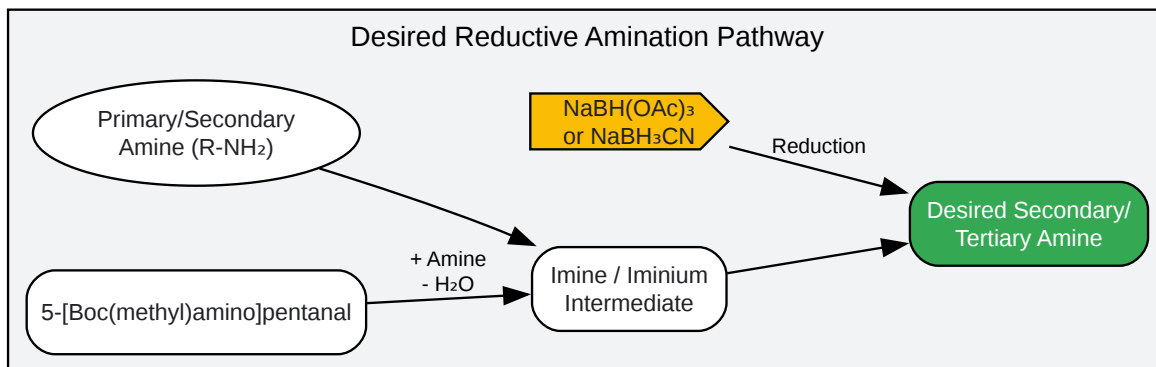 Desired Reductive Amination Pathway
Primary/Secondary
Amine (R-NH₂)
NaBH(OAc)₃
or NaBH₃CN
Reduction
Desired Secondary/
Tertiary Amine
+ Amine
- H₂O
Imine / Iminium
Intermediate
5-[Boc(methyl)amino]pentanal